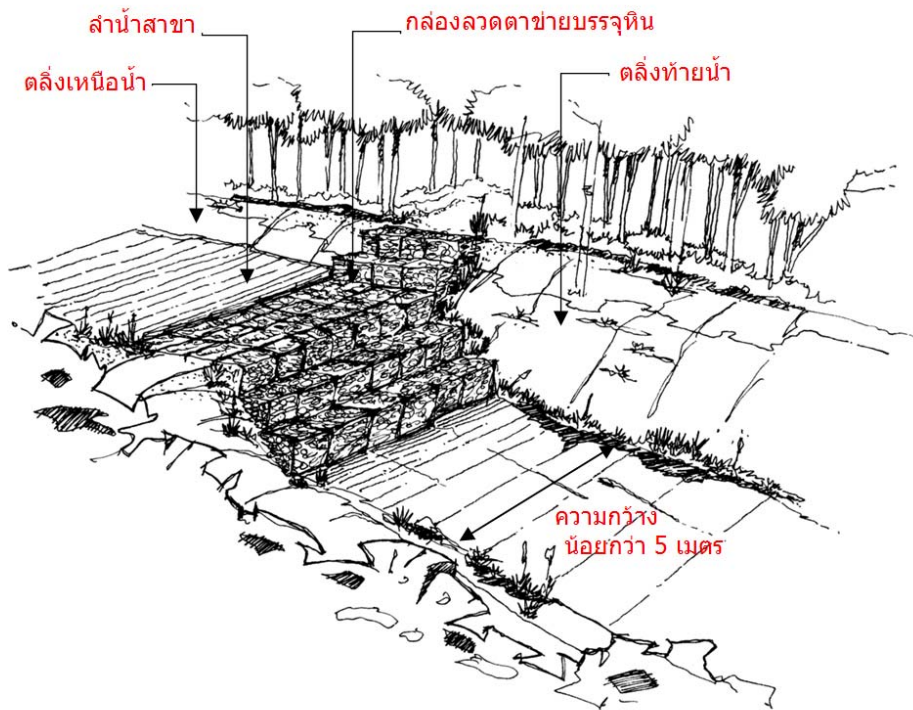 ลำน้ำสาขา
กล่องลวดตาข่ายบรรจุหิน
ตลิ่งเหนือน้ำ
ตลิ่งท้ายน้ำ
ความกว้าง
น้อยกว่า 5 เมตร